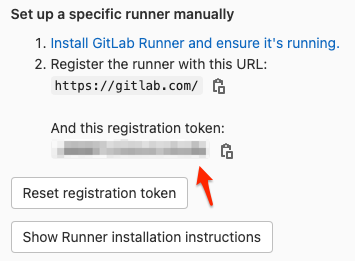 Set up a specific runner manually
1. Install GitLab Runner and ensure it's running.
2. Register the runner with this URL:
https://gitlab.com/
And this registration token:
Reset registration token
Show Runner installation instructions